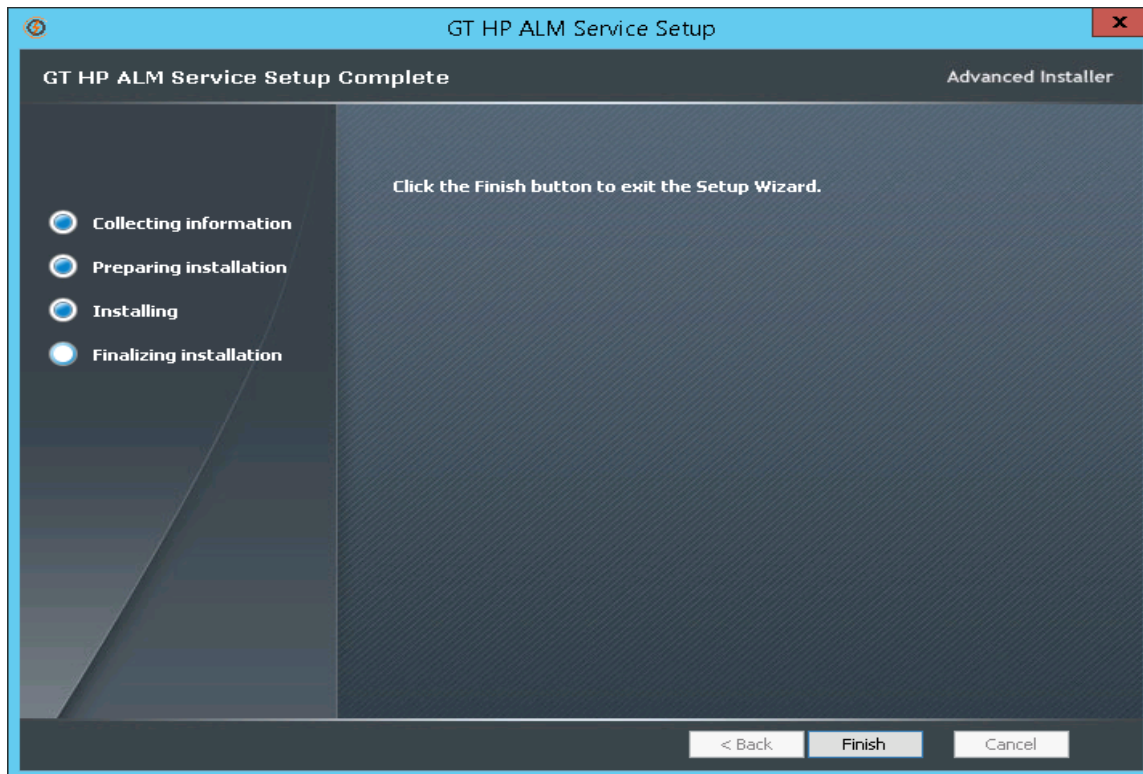 GT HP ALM Service Setup
x
GT HP ALM Service Setup Complete
Advanced Installer
Click the Finish button to exit the Setup Wizard.
Collecting information
Preparing installation
Installing
Finalizing installation
< Back
Finish
Cancel